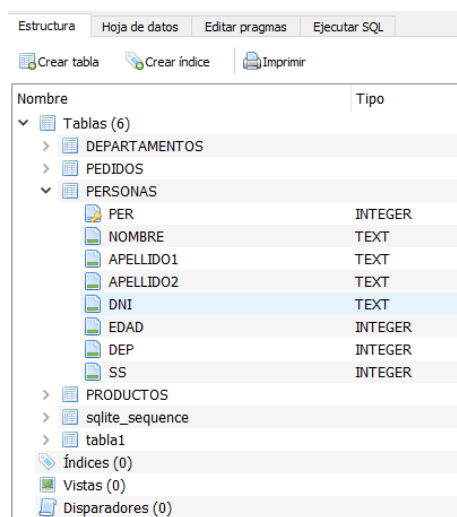 Estructura Hoja de datos Editar pragmas Ejecutar SQL
Crear tabla Crear índice Imprimir
Nombre Tipo
Tablas (6)
DEPARTAMENTOS
PEDIDOS
PERSONAS
PER INTEGER
NOMBRE TEXT
APELLIDO1 TEXT
APELLIDO2 TEXT
DNI TEXT
EDAD INTEGER
DEP INTEGER
SS INTEGER
PRODUCTOS
sqlite_sequence
tabla1
Índices (0)
Vistas (0)
Disparadores (0)